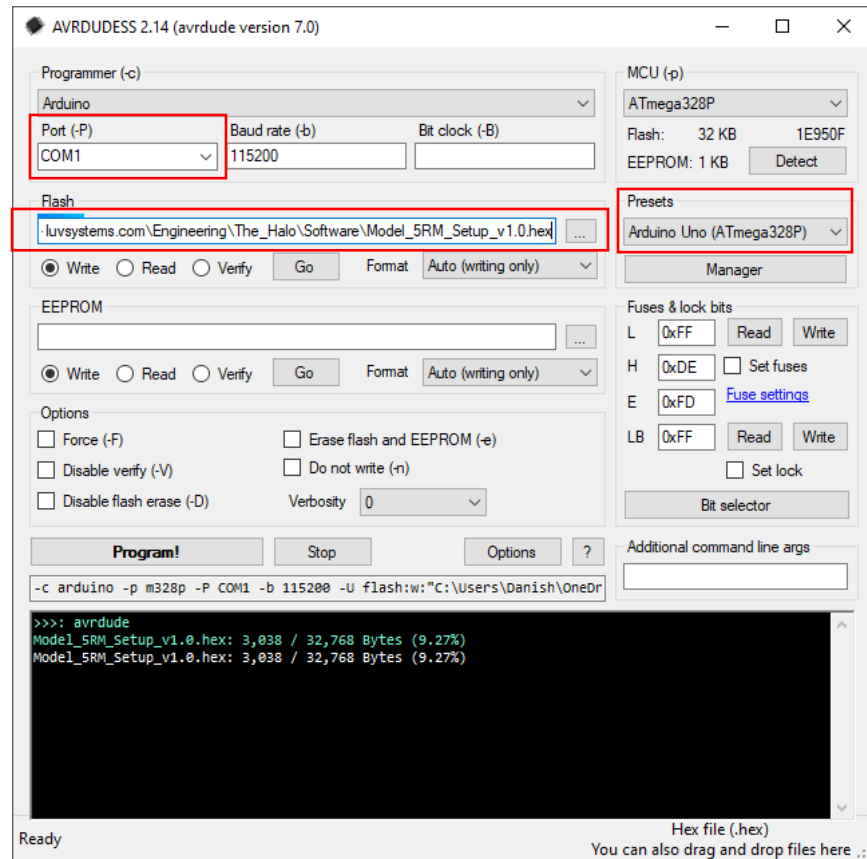 AVRDUDESS 2.14 (avrdude version 7.0)
Programmer (-c)
Arduino
Port (-P) Baud rate (-b) Bit clock (-B)
COM1 115200
MCU (-p)
ATmega328P
Flash: 32 KB 1E950F
EEPROM: 1 KB Detect
Flash
luvsystems.com\Engineering\The_Halo\Software\Model_5RM_Setup_v1.0.hex ...
Write Read Verify Go Format Auto (writing only)
Presets
Arduino Uno (ATmega328P)
Manager
EEPROM
...
Write Read Verify Go Format Auto (writing only)
Fuses & lock bits
L 0xFF Read Write
H 0xDE Set fuses
E 0xFD Fuse settings
LB 0xFF Read Write
Set lock
Bit selector
Options
Force (-F) Erase flash and EEPROM (-e)
Disable verify (-V) Do not write (-n)
Disable flash erase (-D) Verbosity 0
Program! Stop Options ?
Additional command line args
-c arduino -p m328p -P COM1 -b 115200 -U flash:w:"C:\Users\Danish\OneDr
>>>: avrdude
Model_5RM_Setup_v1.0.hex: 3,038 / 32,768 Bytes (9.27%)
Model_5RM_Setup_v1.0.hex: 3,038 / 32,768 Bytes (9.27%)
Ready
Hex file (.hex)
You can also drag and drop files here